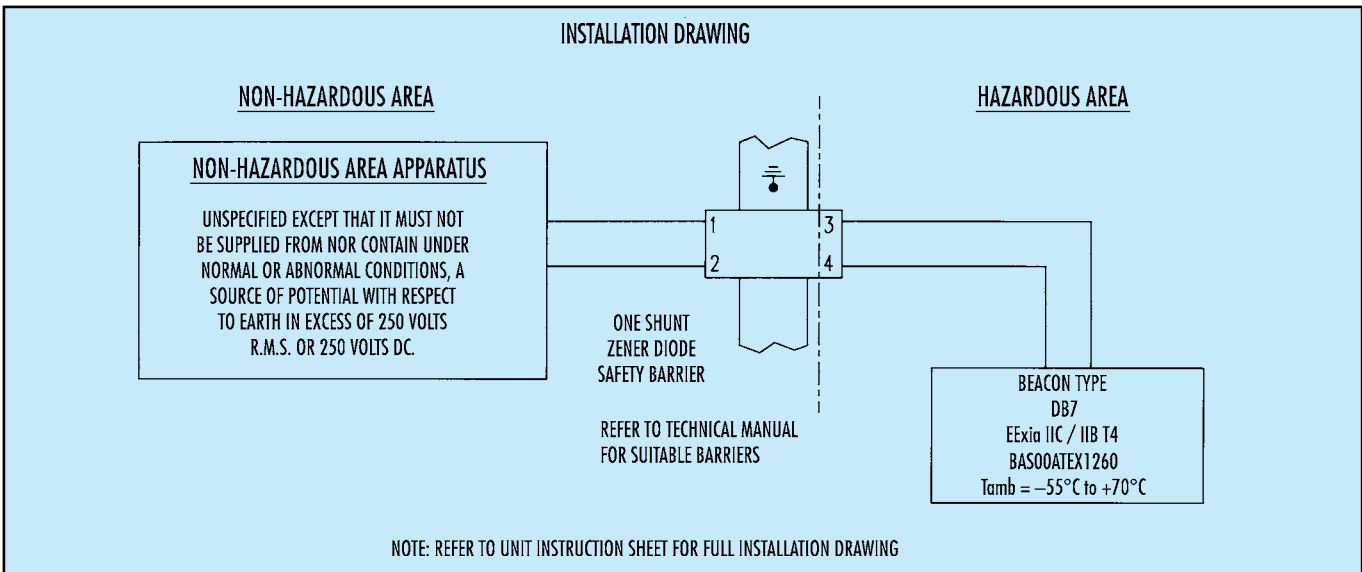 INSTALLATION DRAWING
NON-HAZARDOUS AREA
HAZARDOUS AREA
NON-HAZARDOUS AREA APPARATUS
UNSPECIFIED EXCEPT THAT IT MUST NOT
BE SUPPLIED FROM NOR CONTAIN UNDER
NORMAL OR ABNORMAL CONDITIONS, A
SOURCE OF POTENTIAL WITH RESPECT
TO EARTH IN EXCESS OF 250 VOLTS
R.M.S. OR 250 VOLTS DC.
1
2
3
4
ONE SHUNT
ZENER DIODE
SAFETY BARRIER
REFER TO TECHNICAL MANUAL
FOR SUITABLE BARRIERS
BEACON TYPE
DB7
EExia IIC / IIB T4
BAS00ATEX1260
Tamb = –55°C to +70°C
NOTE: REFER TO UNIT INSTRUCTION SHEET FOR FULL INSTALLATION DRAWING